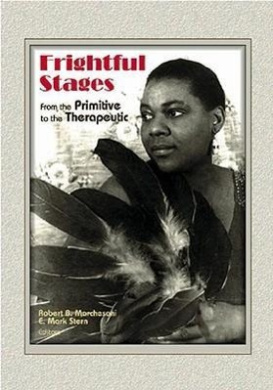 Frightful
Stages
From the Primitive
to the Therapeutic
Robert B. Marchesani
E. Mark Stern
Editors